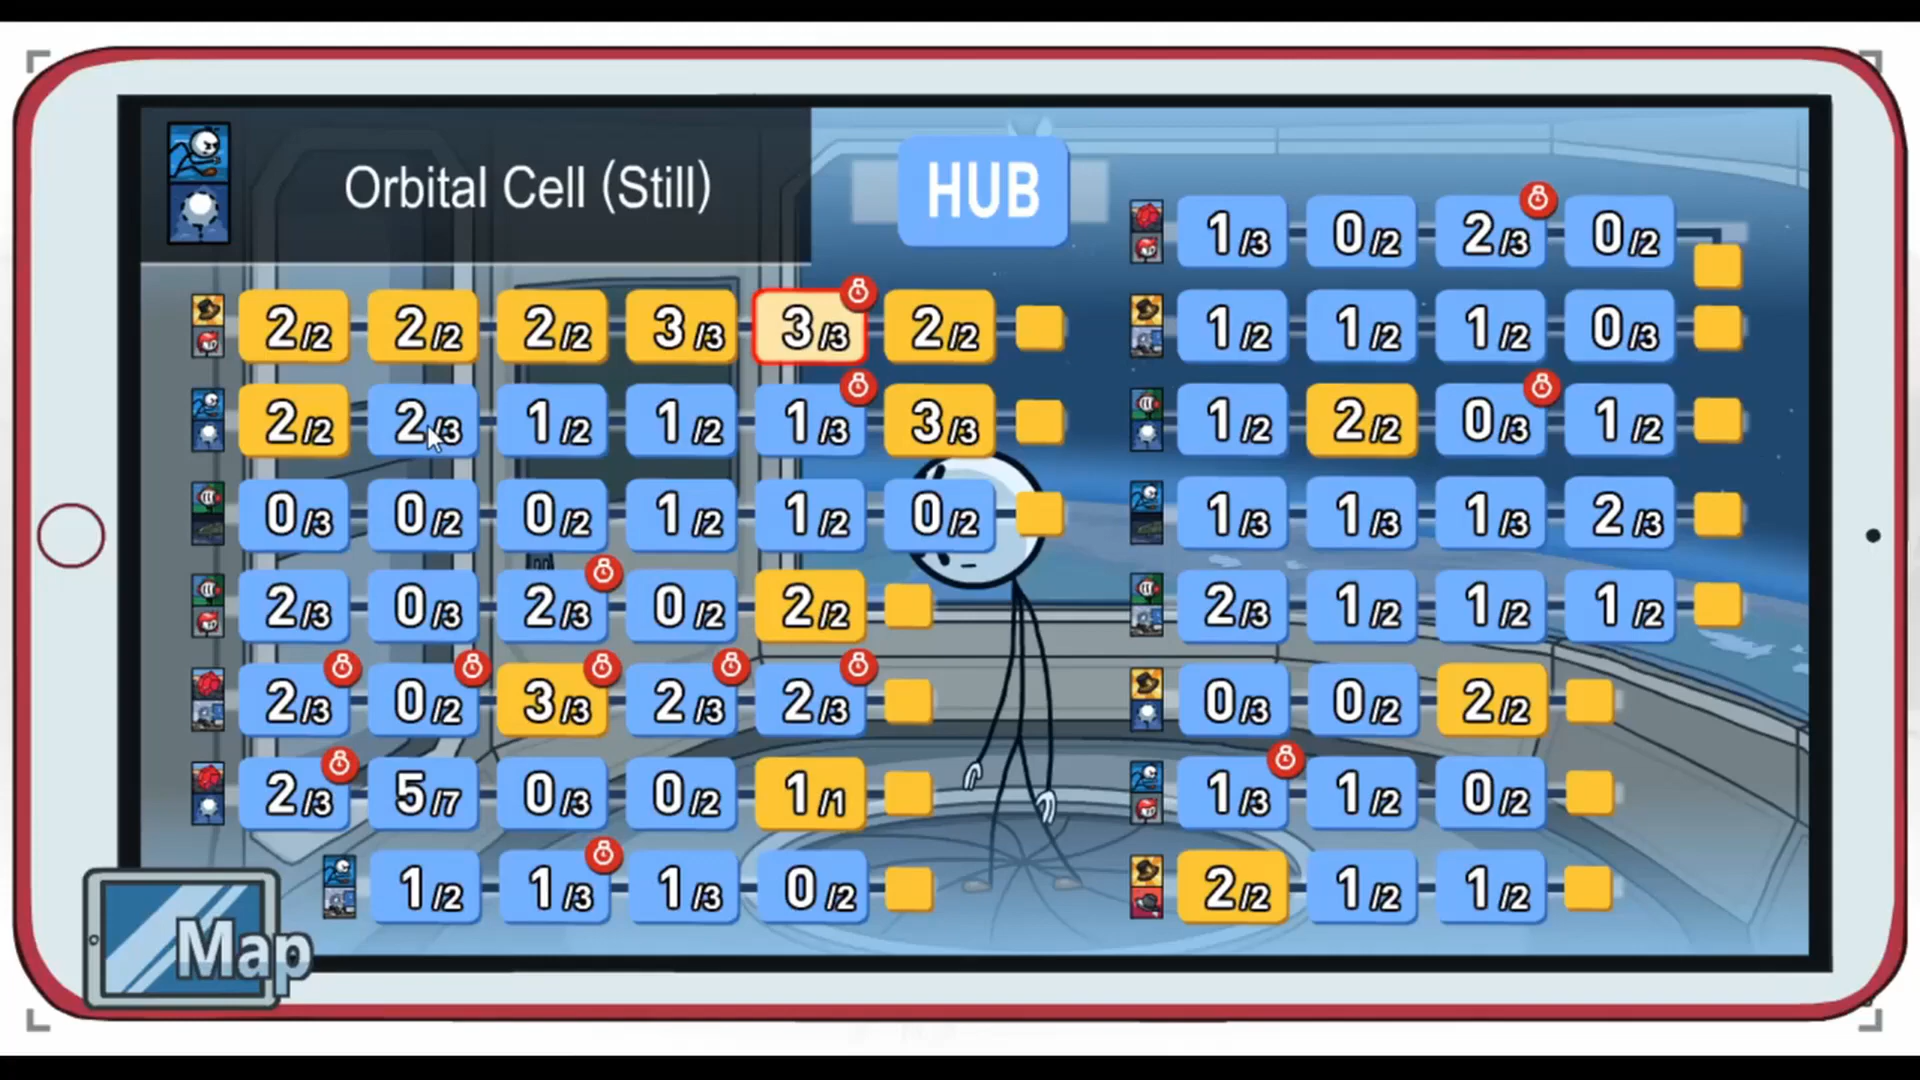 Orbital Cell (Still)
HUB
2/2 2/2 2/2 3/3 3/3 2/2
2/2 2/3 1/2 1/2 1/3 3/3
0/3 0/2 0/2 1/2 1/2 0/2
2/3 0/3 2/3 0/2 2/2
2/3 0/2 3/3 2/3 2/3
2/3 5/7 0/3 0/2 1/1
1/2 1/3 1/3 0/2
1/3 0/2 2/3 0/2
1/2 1/2 1/2 0/3
1/2 2/2 0/3 1/2
1/3 1/3 1/3 2/3
2/3 1/2 1/2 1/2
0/3 0/2 2/2
1/3 1/2 0/2
2/2 1/2 1/2
Map